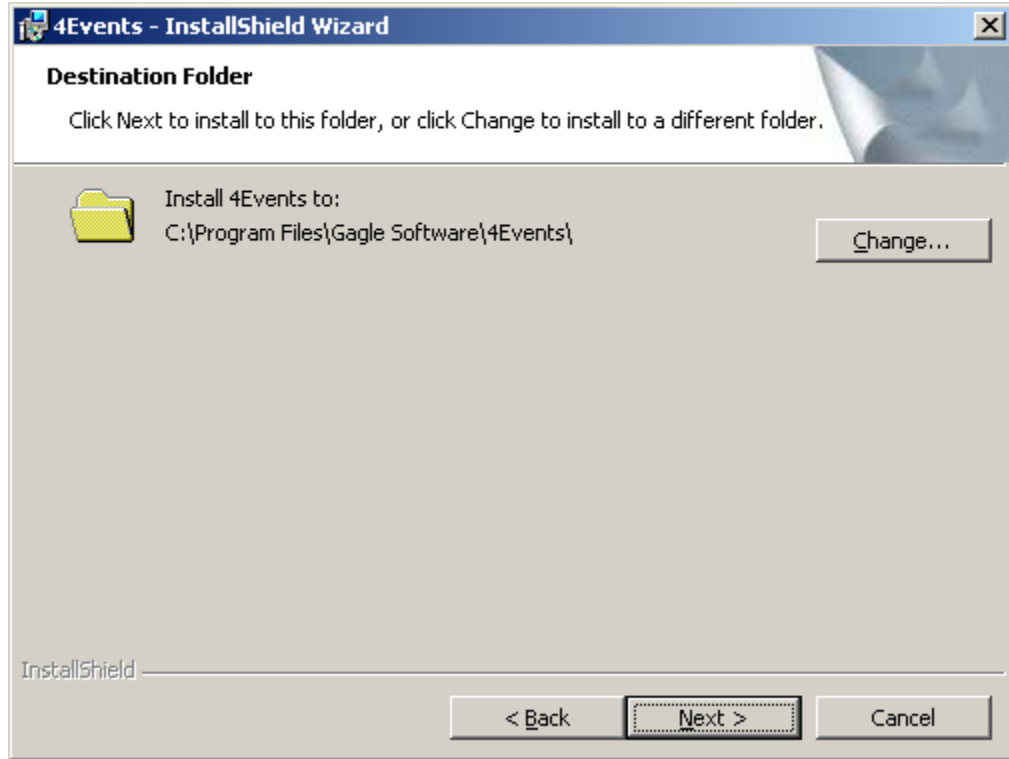 4Events - InstallShield Wizard
Destination Folder
Click Next to install to this folder, or click Change to install to a different folder.
Install 4Events to:
C:\Program Files\Gagle Software\4Events\
Change...
InstallShield
< Back
Next >
Cancel